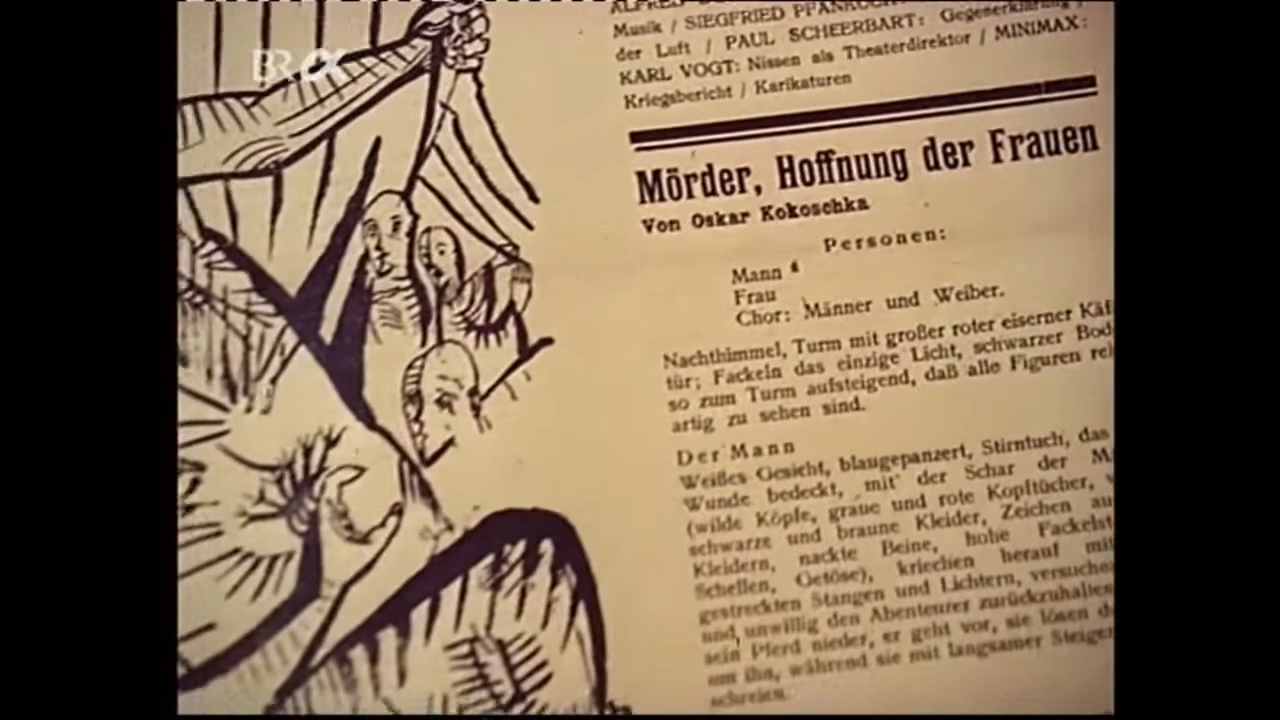 BRα
Musik / SIEGFRIED PFANKUCH
der Luft / PAUL SCHEERBART: Gegenerklärung /
KARL VOGT: Nissen als Theaterdirektor / MINIMAX:
Kriegsbericht / Karikaturen
Mörder, Hoffnung der Frauen
Von Oskar Kokoschka
Personen:
Mann
Frau
Chor: Männer und Weiber.
Nachthimmel, Turm mit großer roter eiserner Käf
tür; Fackeln das einzige Licht, schwarzer Bod
so zum Turm aufsteigend, daß alle Figuren rel
artig zu sehen sind.
Der Mann
Weißes Gesicht, blaugepanzert, Stirntuch, das
Wunde bedeckt, mit der Schar der M
(wilde Köpfe, graue und rote Kopftücher,
schwarze und braune Kleider, Zeichen au
Kleidern, nackte Beine, hohe Fackelst
Schellen, Getöse), kriechen herauf mit
gestreckten Stangen und Lichtern, versuche
und unwillig den Abenteurer zurückzuhalten
sein Pferd nieder, er geht vor, sie lösen d
um ihn, während sie mit langsamer Steiger
schreien.